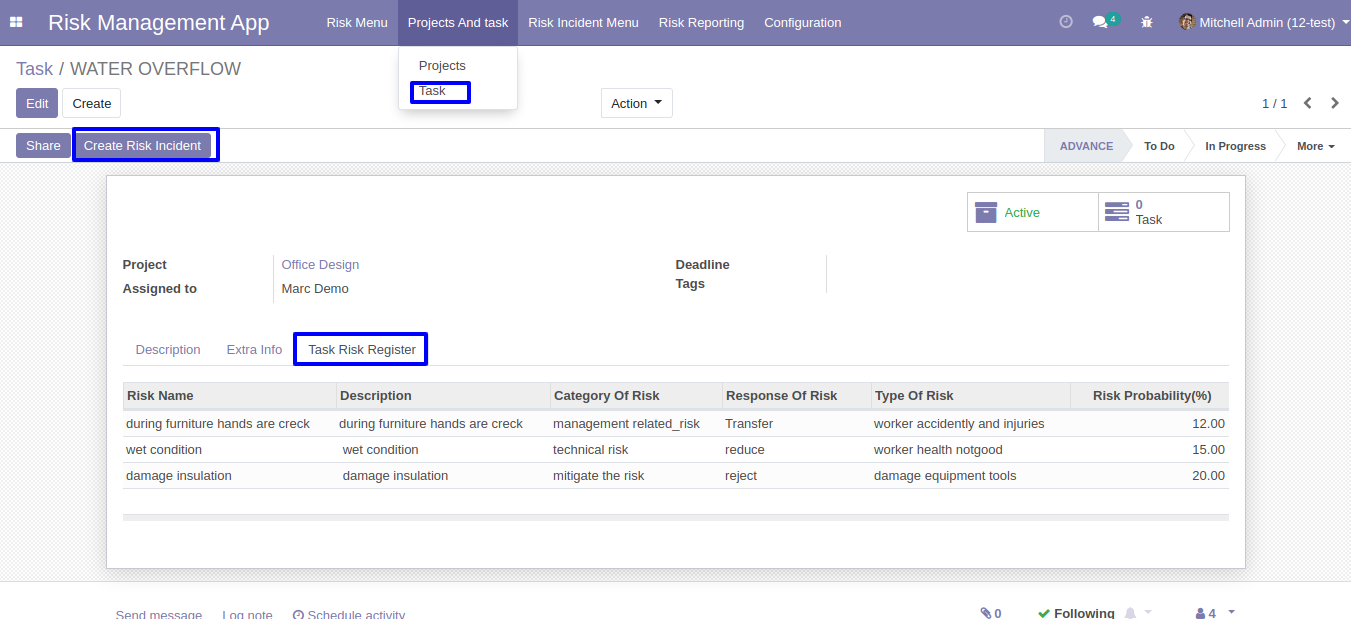 Risk Management App Risk Menu Projects And task Risk Incident Menu Risk Reporting Configuration 4 Mitchell Admin (12-test)
Projects
Task
Task / WATER OVERFLOW
Edit Create Action 1 / 1
Share Create Risk Incident ADVANCE To Do In Progress More
Active 0 Task
Project Office Design Deadline
Assigned to Marc Demo Tags
Description Extra Info Task Risk Register
Risk Name Description Category Of Risk Response Of Risk Type Of Risk Risk Probability(%)
during furniture hands are creck during furniture hands are creck management related_risk Transfer worker accidently and injuries 12.00
wet condition wet condition technical risk reduce worker health notgood 15.00
damage insulation damage insulation mitigate the risk reject damage equipment tools 20.00
Send message Log note Schedule activity 0 Following 4